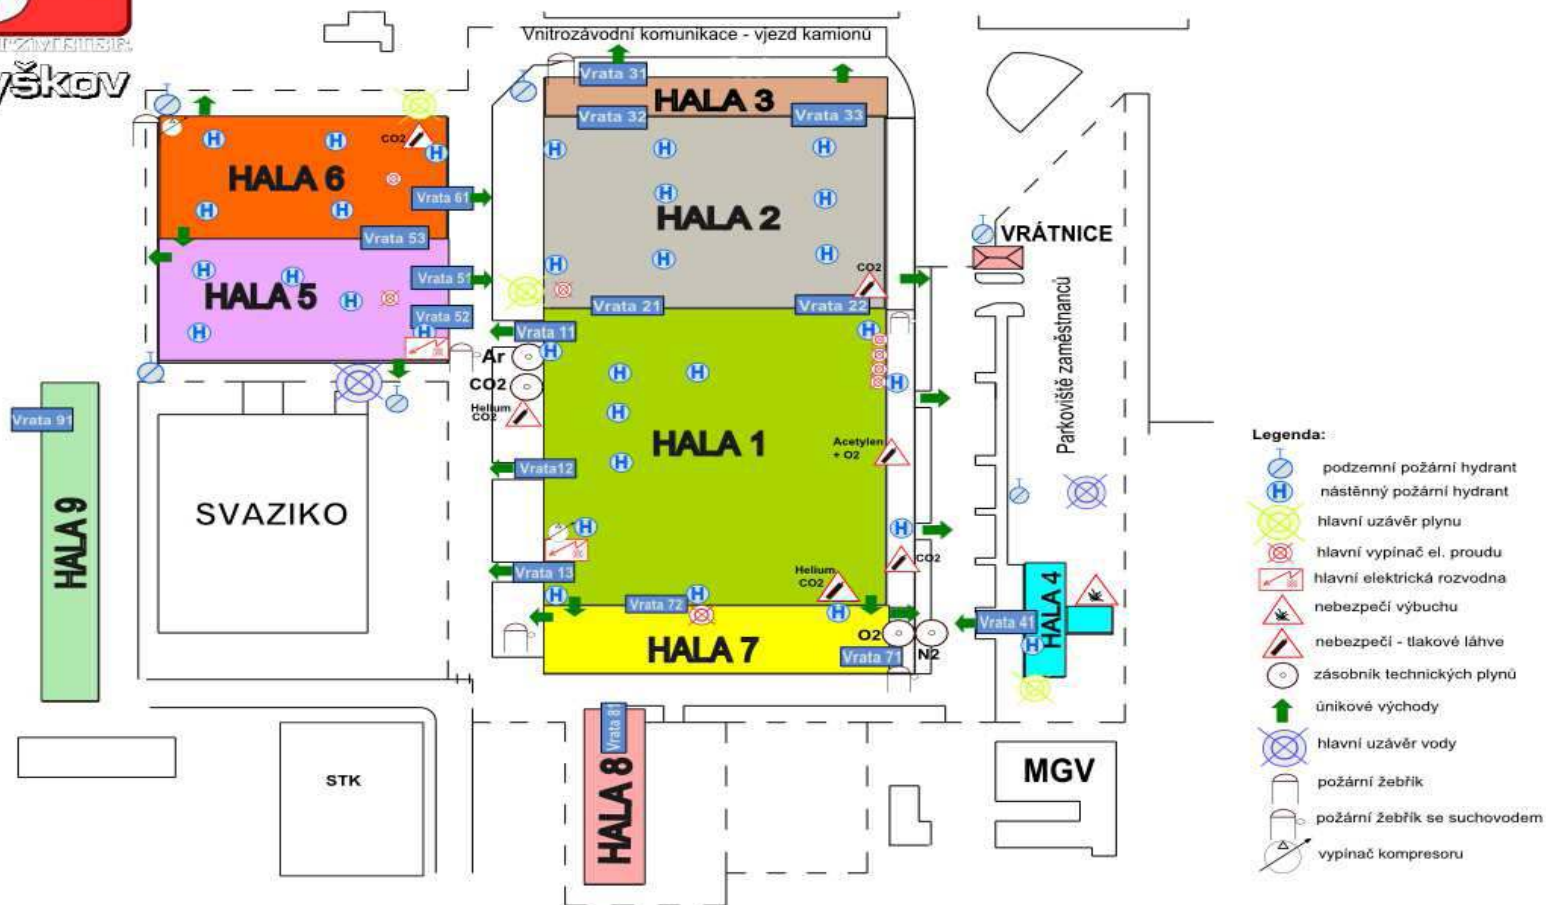 yškov
Vnitrozávodní komunikace - vjezd kamionů
Vrata 31
HALA 3
Vrata 32
Vrata 33
CO2
HALA 6
Vrata 61
Vrata 53
HALA 2
VRÁTNICE
HALA 5
Vrata 51
Vrata 52
CO2
Vrata 21
Vrata 22
Vrata 11
Parkoviště zaměstnanců
Ar
CO2
Helium
CO2
Vrata 91
HALA 9
SVAZIKO
HALA 1
Acetylen
+ O2
Vrata12
Vrata 13
CO2
Helium
CO2
Vrata 72
HALA 4
Vrata 41
O2
N2
HALA 7
Vrata 71
Vrata 81
HALA 8
STK
MGV
Legenda:
podzemní požární hydrant
H nástěnný požární hydrant
hlavní uzávěr plynu
hlavní vypínač el. proudu
hlavní elektrická rozvodna
nebezpečí výbuchu
nebezpečí - tlakové láhve
zásobník technických plynů
únikové východy
hlavní uzávěr vody
požární žebřík
požární žebřík se suchovodem
vypínač kompresoru